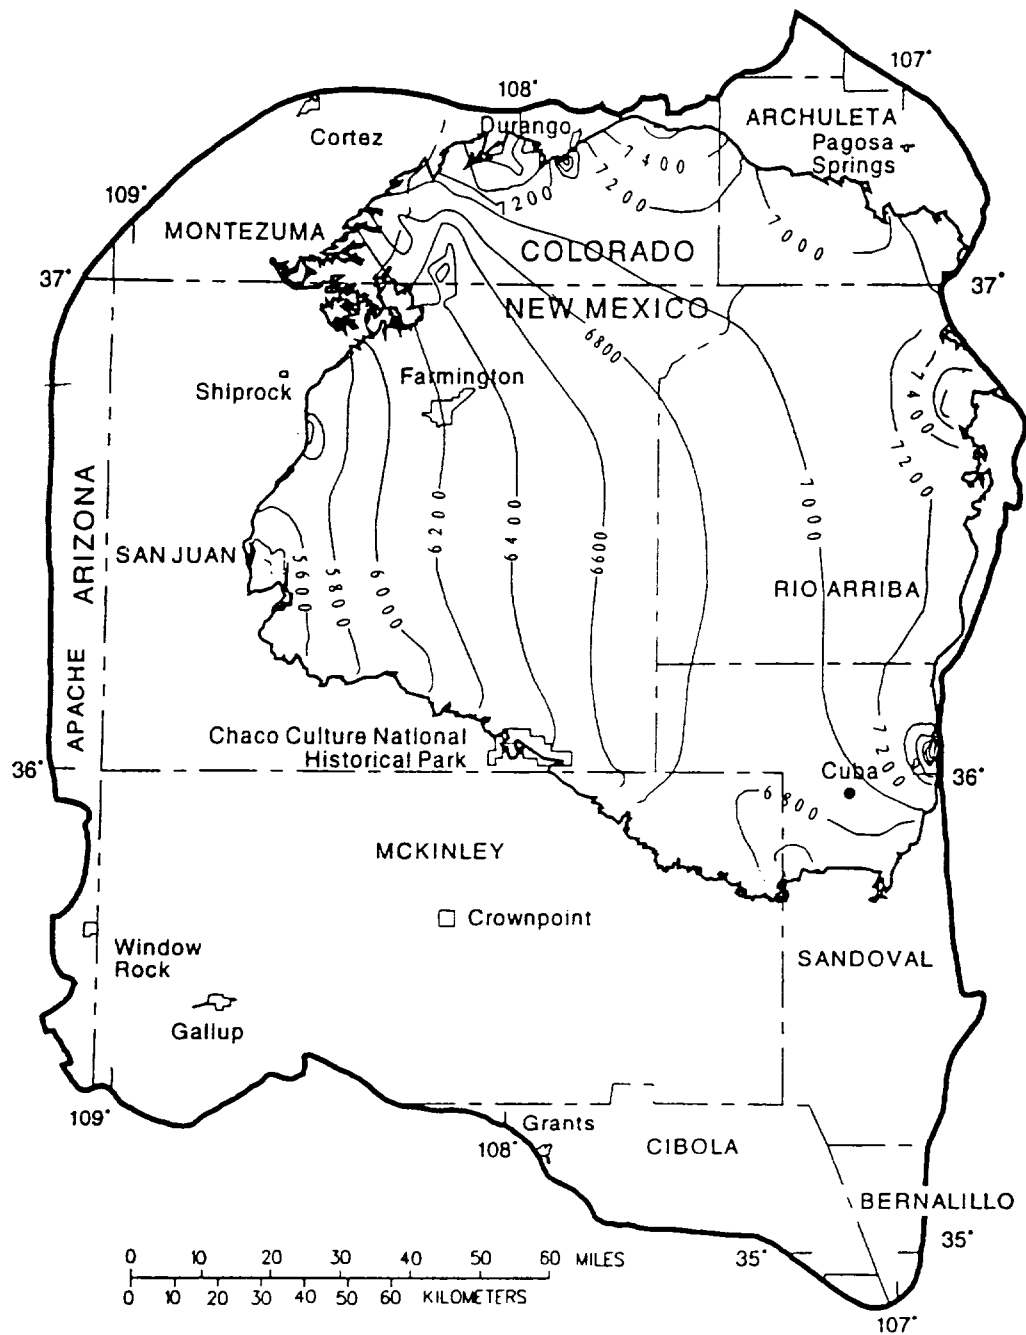 107°
108°
ARCHULETA
Durango
Cortez
Pagosa
Springs
7400
109°
7200
7200
MONTEZUMA
7000
COLORADO
37°
37°
NEW MEXICO
6800
Farmington
Shiprock
7400
7200
ARIZONA
6200
6400
6600
7000
SAN JUAN
5600
5800
6000
RIO ARRIBA
APACHE
Chaco Culture National
Historical Park
7200
36°
Cuba
36°
6800
MCKINLEY
Crownpoint
Window
Rock
SANDOVAL
Gallup
109°
Grants
108°
CIBOLA
BERNALILLO
35°
35°
0 10 20 30 40 50 60 MILES
0 10 20 30 40 50 60 KILOMETERS
107°